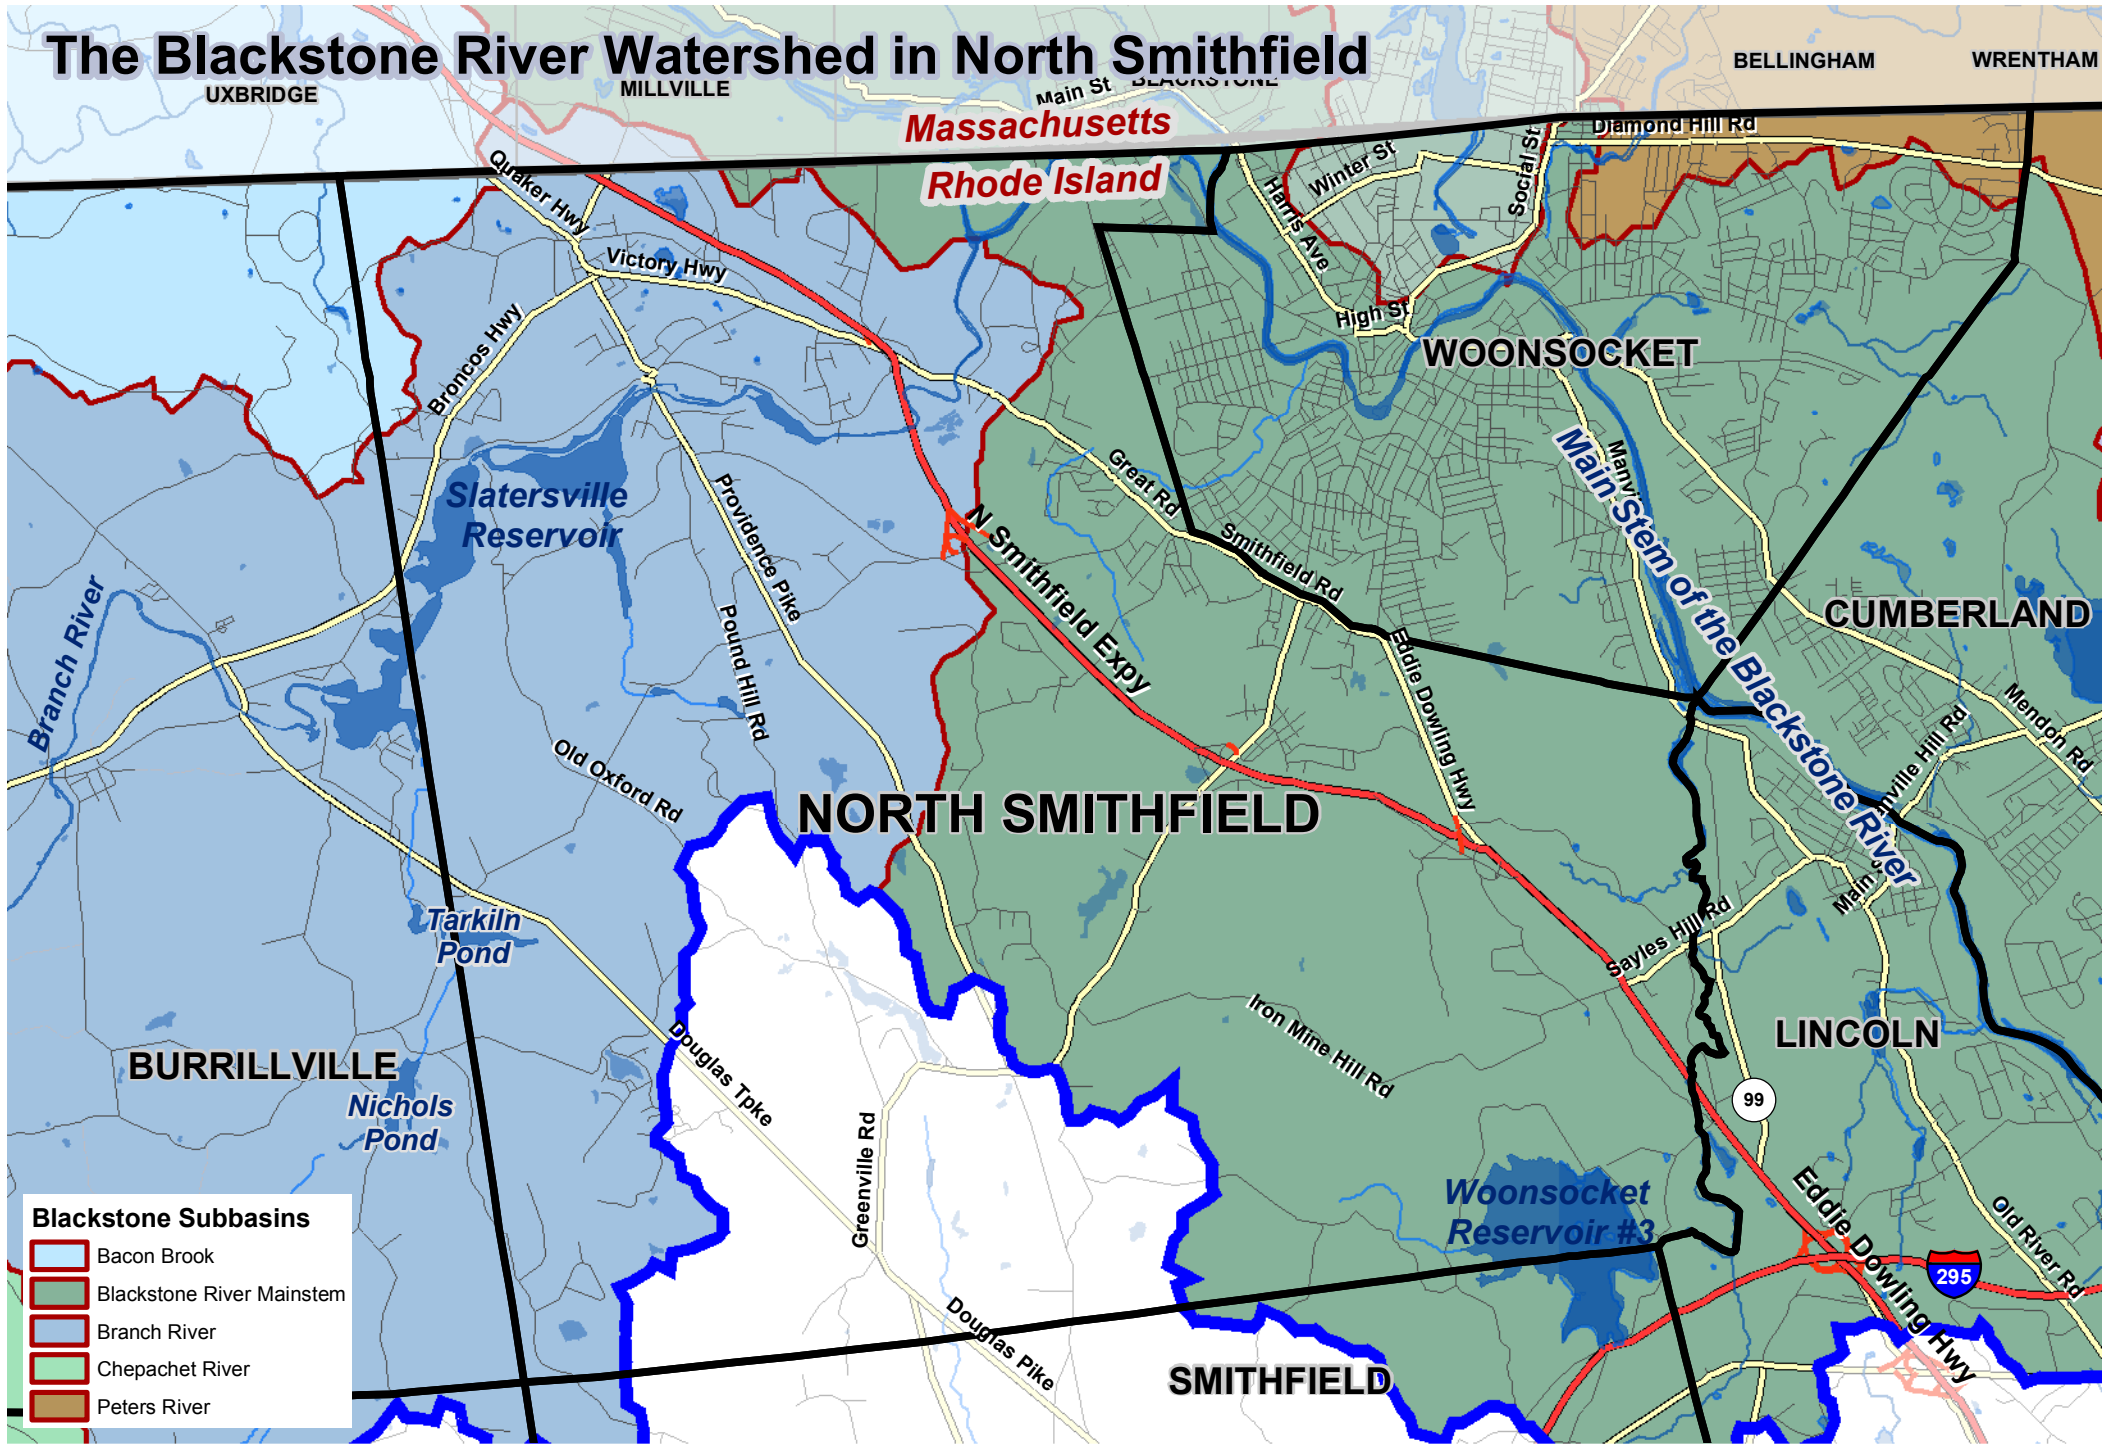 The Blackstone River Watershed in North Smithfield
UXBRIDGE
MILLVILLE
BLACKSTONE
BELLINGHAM
WRENTHAM
Main St
Massachusetts
Rhode Island
Quaker Hwy
Victory Hwy
Broncos Hwy
Harris Ave
Winter St
Social St
Diamond Hill Rd
High St
WOONSOCKET
Slatersville
Reservoir
Providence Pike
Great Rd
Smithfield Rd
N Smithfield Expy
Main Stem of the Blackstone River
Branch River
Pound Hill Rd
Old Oxford Rd
Eddie Dowling Hwy
CUMBERLAND
Mendon Rd
NORTH SMITHFIELD
Main
Sayles Hill Rd
Tarkiln
Pond
Iron Mine Hill Rd
LINCOLN
BURRILLVILLE
Nichols
Pond
Douglas Tpke
Greenville Rd
99
Woonsocket
Reservoir #3
Eddie Dowling Hwy
Old River Rd
295
Douglas Pike
SMITHFIELD
Blackstone Subbasins
Bacon Brook
Blackstone River Mainstem
Branch River
Chepachet River
Peters River